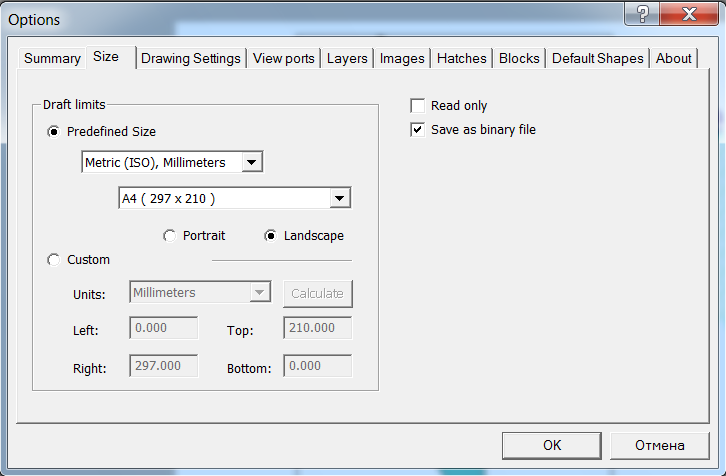 Options
Summary Size Drawing Settings View ports Layers Images Hatches Blocks Default Shapes About
Draft limits
Predefined Size
Metric (ISO), Millimeters
A4 ( 297 x 210 )
Portrait Landscape
Custom
Units: Millimeters Calculate
Left: 0.000 Top: 210.000
Right: 297.000 Bottom: 0.000
Read only
Save as binary file
OK Отмена